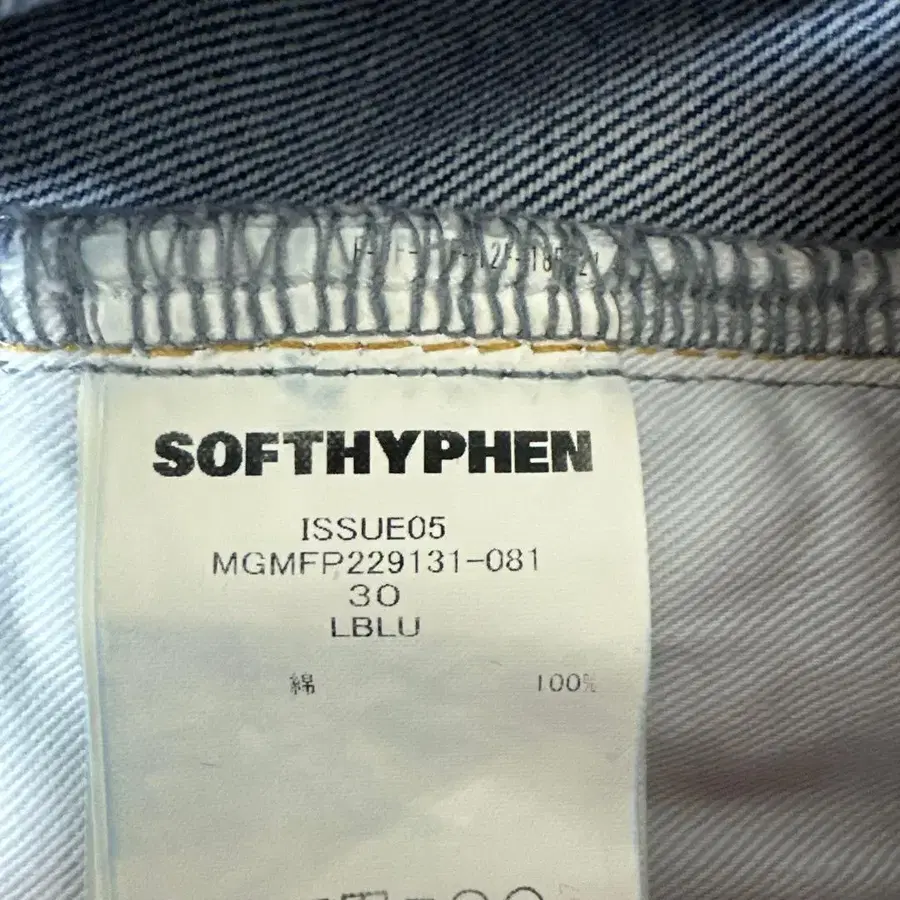 SOFTHYPHEN
ISSUE05
MGMFP229131-081
30
LBLU
綿 100%